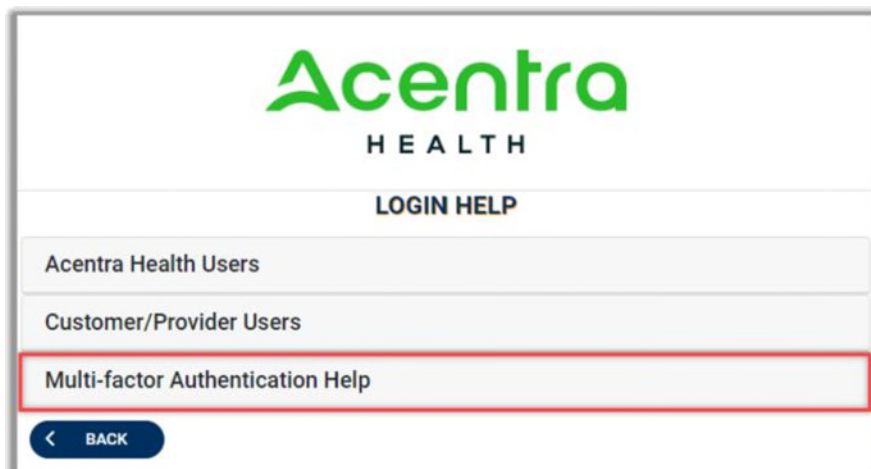 Acentra
HEALTH
LOGIN HELP
Acentra Health Users
Customer/Provider Users
Multi-factor Authentication Help
BACK